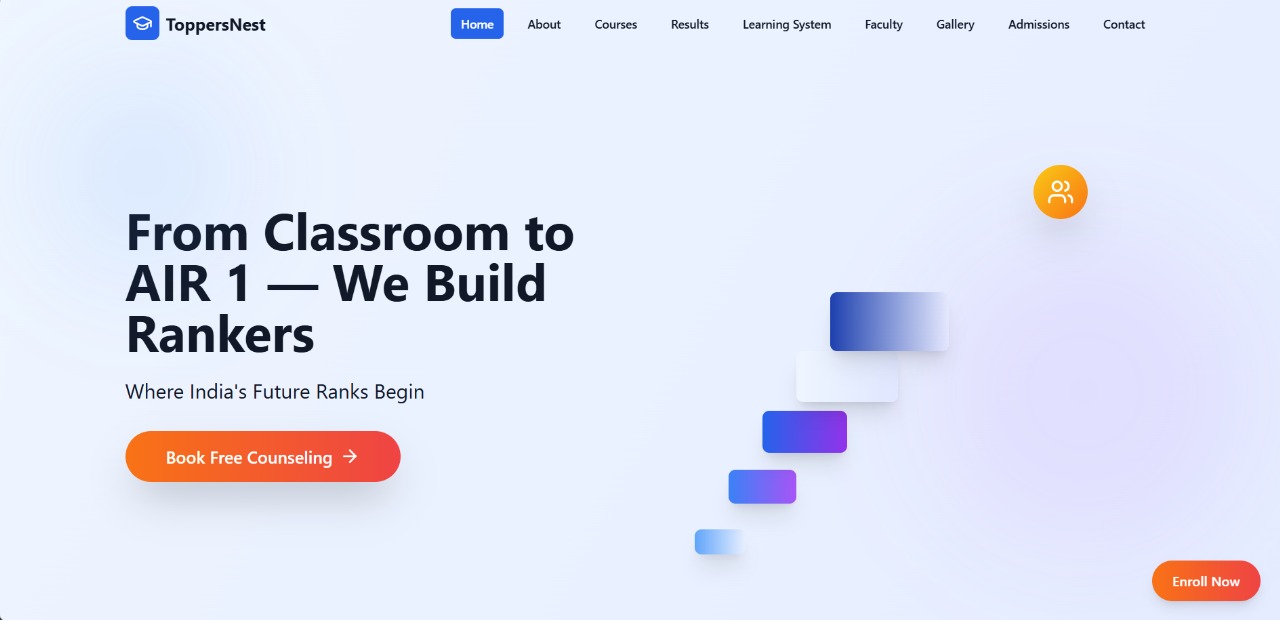 ToppersNest
Home About Courses Results Learning System Faculty Gallery Admissions Contact
From Classroom to
AIR 1 — We Build
Rankers
Where India's Future Ranks Begin
Book Free Counseling
Enroll Now